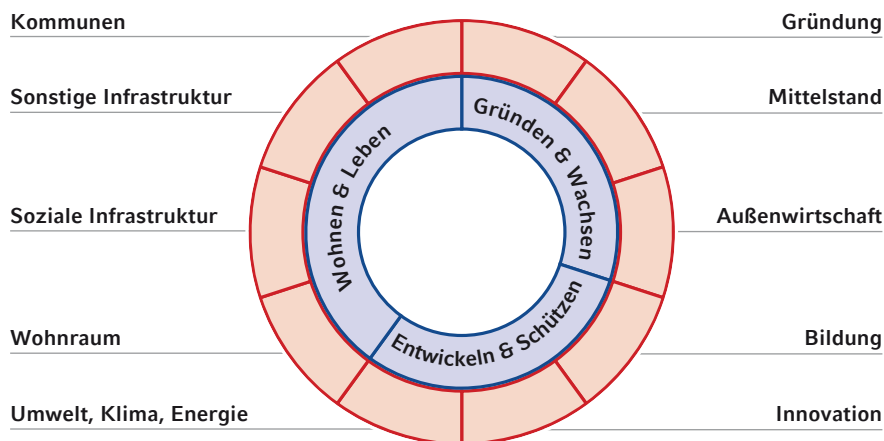 Kommunen
Gründung
Sonstige Infrastruktur
Mittelstand
Soziale Infrastruktur
Außenwirtschaft
Wohnraum
Bildung
Umwelt, Klima, Energie
Innovation
Gründen & Wachsen
Entwickeln & Schützen
Wohnen & Leben